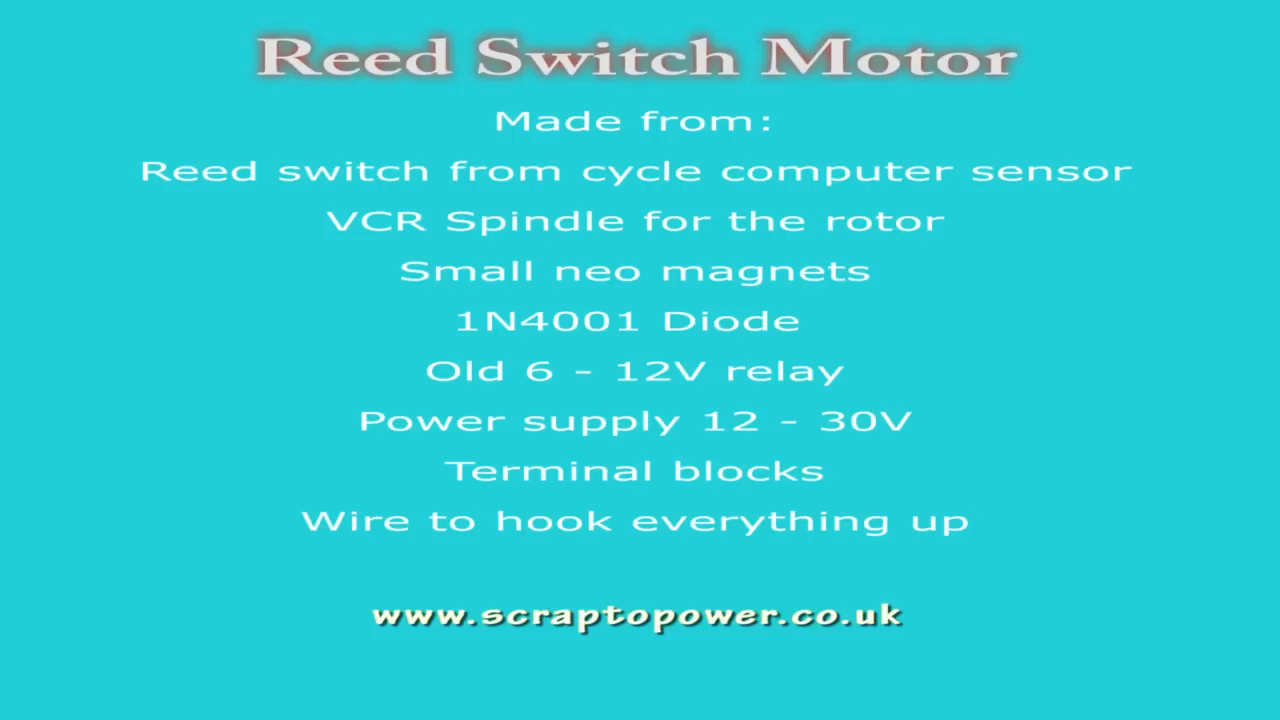 Reed Switch Motor
Made from:
Reed switch from cycle computer sensor
VCR Spindle for the rotor
Small neo magnets
1N4001 Diode
Old 6 - 12V relay
Power supply 12 - 30V
Terminal blocks
Wire to hook everything up
www.scraptopower.co.uk